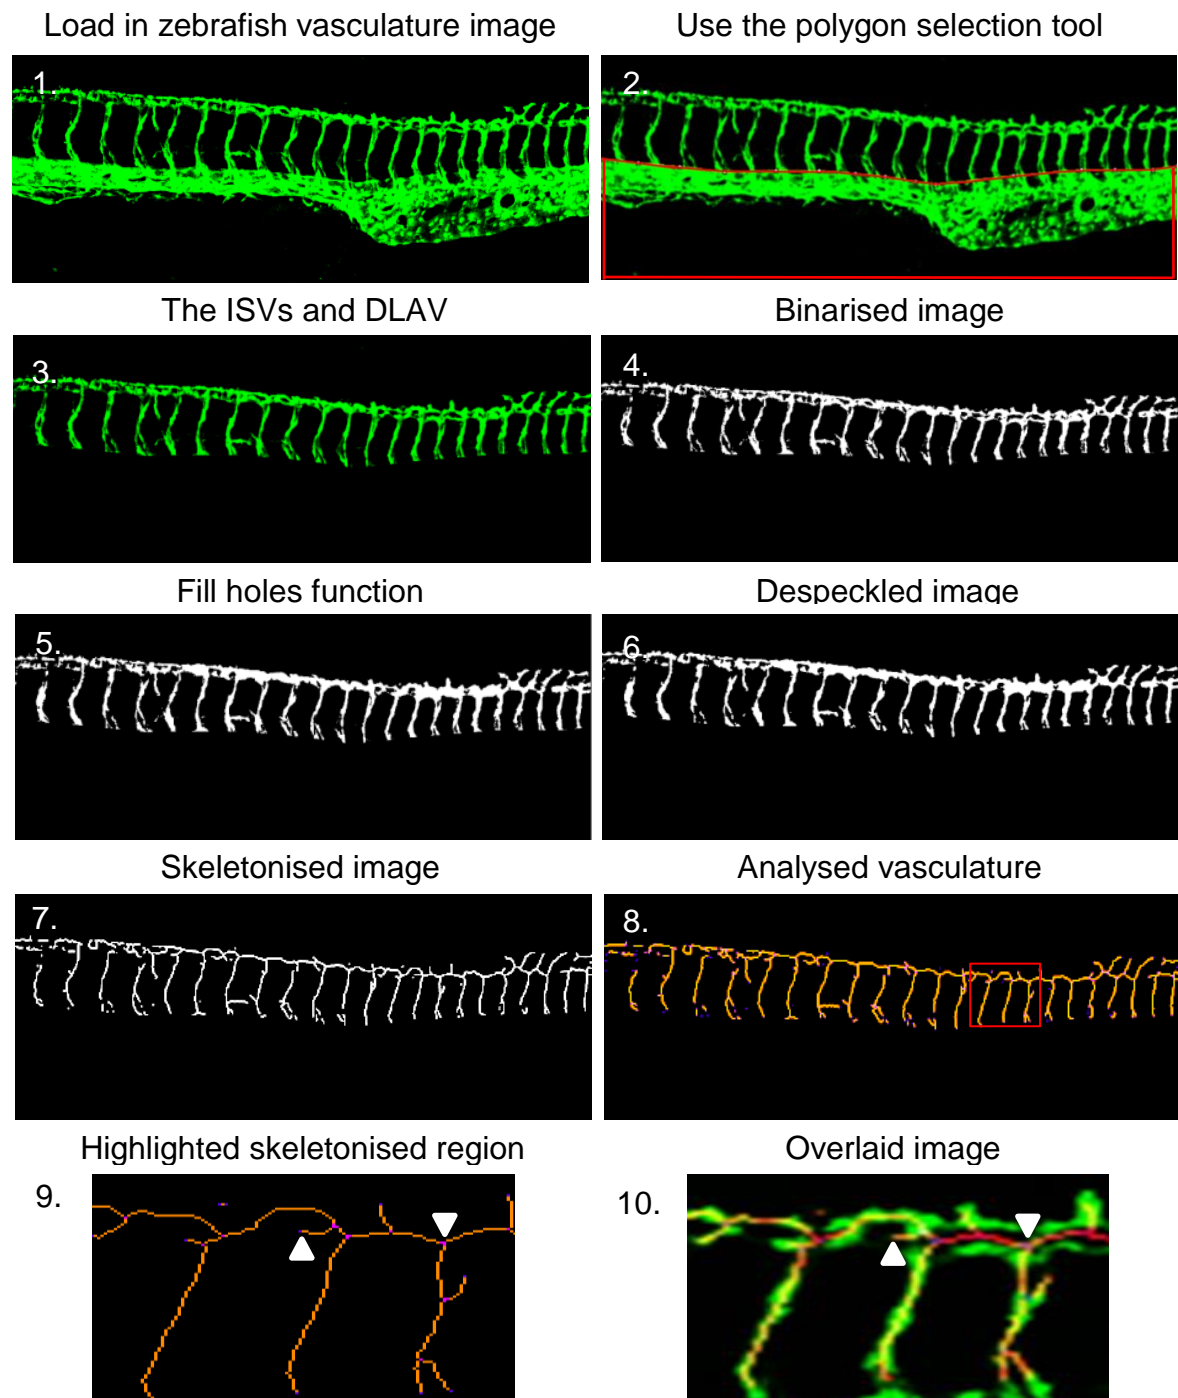 Load in zebrafish vasculature image
Use the polygon selection tool
1.
2.
The ISVs and DLAV
Binarised image
3.
4.
Fill holes function
Despeckled image
5.
6.
Skeletonised image
Analysed vasculature
7.
8.
Highlighted skeletonised region
Overlaid image
9.
10.